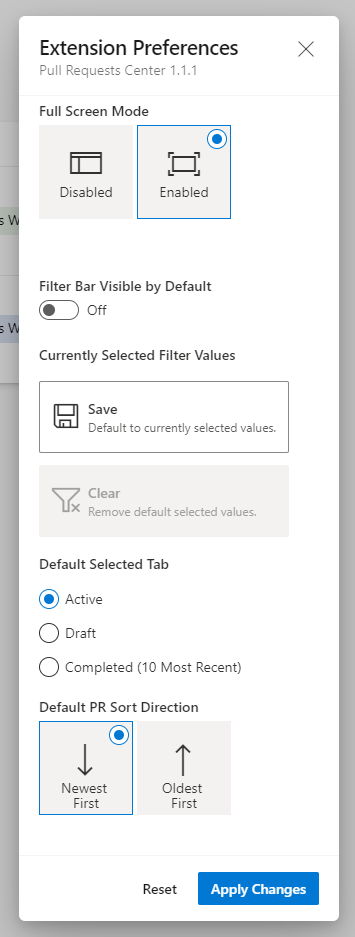 Extension Preferences
Pull Requests Center 1.1.1
Full Screen Mode
Disabled
Enabled
s W
Filter Bar Visible by Default
Off
s W
Currently Selected Filter Values
Save
Default to currently selected values.
Clear
Remove default selected values.
Default Selected Tab
Active
Draft
Completed (10 Most Recent)
Default PR Sort Direction
Newest
First
Oldest
First
Reset
Apply Changes